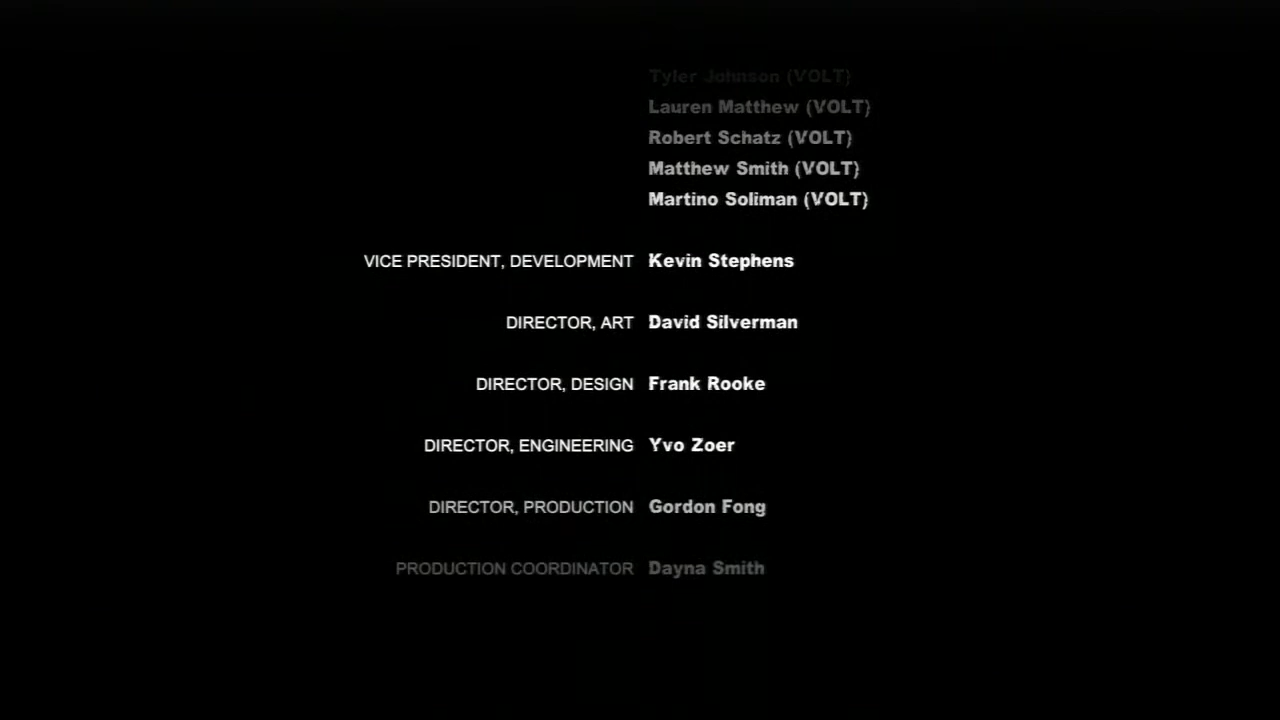 Tyler Johnson (VOLT)
Lauren Matthew (VOLT)
Robert Schatz (VOLT)
Matthew Smith (VOLT)
Martino Soliman (VOLT)
VICE PRESIDENT, DEVELOPMENT Kevin Stephens
DIRECTOR, ART David Silverman
DIRECTOR, DESIGN Frank Rooke
DIRECTOR, ENGINEERING Yvo Zoer
DIRECTOR, PRODUCTION Gordon Fong
PRODUCTION COORDINATOR Dayna Smith